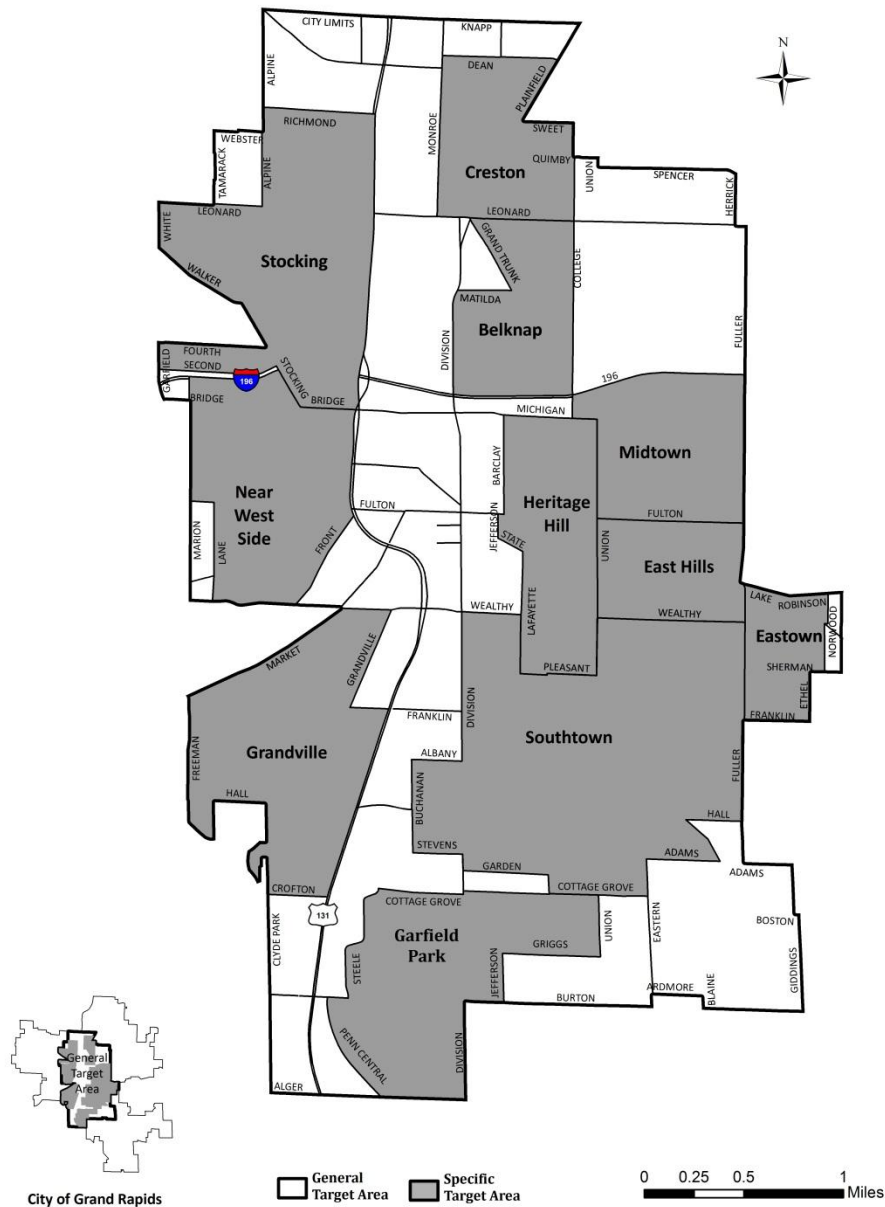 CITY LIMITS
KNAPP
N
ALPINE
DEAN
PLAINFIELD
MONROE
RICHMOND
SWEET
WEBSTER
QUIMBY
TAMARACK
ALPINE
Creston
UNION
SPENCER
HERRICK
WHITE
LEONARD
LEONARD
Stocking
GRAND TRUNK
COLLEGE
WALKER
MATILDA
Belknap
DIVISION
FULLER
FOURTH
SECOND
GARFIELD
196
STOCKING
196
BRIDGE
BRIDGE
MICHIGAN
BARCLAY
Midtown
Near
West
Side
Heritage
Hill
FULTON
JEFFERSON
FULTON
MARION
LANE
FRONT
STATE
UNION
East Hills
LAKE
ROBINSON
WEALTHY
LAFAYETTE
WEALTHY
Eastown
NORWOOD
MARKET
GRANDVILLE
PLEASANT
SHERMAN
ETHEL
FRANKLIN
DIVISION
FRANKLIN
Southtown
FREEMAN
Grandville
ALBANY
FULLER
HALL
BUCHANAN
HALL
STEVENS
ADAMS
GARDEN
ADAMS
CROFTON
COTTAGE GROVE
COTTAGE GROVE
131
CLYDE PARK
Garfield
Park
UNION
EASTERN
BOSTON
STEELE
GRIGGS
JEFFERSON
GIDDINGS
BURTON
ARDMORE
BLAINE
PENN CENTRAL
DIVISION
ALGER
General
Target
Area
City of Grand Rapids
General
Target Area
Specific
Target Area
0 0.25 0.5 1
Miles